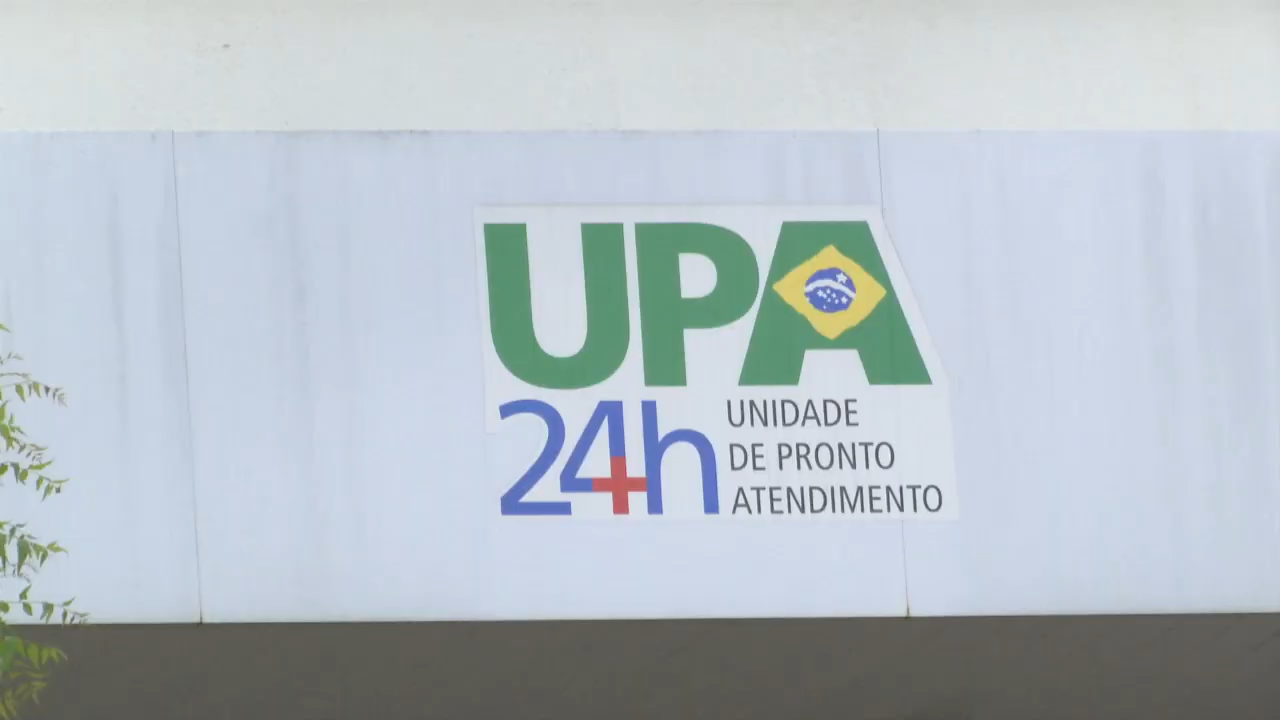 UPA
24h
UNIDADE
DE PRONTO
ATENDIMENTO